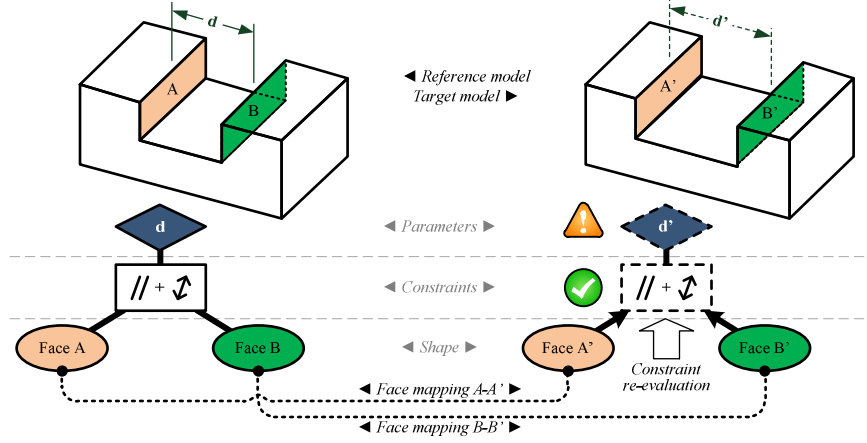 d
d’
A
B
◄ Reference model
Target model ►
A’
B’
d
◄ Parameters ►
!
d’
// +
◄ Constraints ►
// +
Face A
Face B
◄ Shape ►
Face A’
Face B’
Constraint
re-evaluation
◄ Face mapping A-A’ ►
◄ Face mapping B-B’ ►